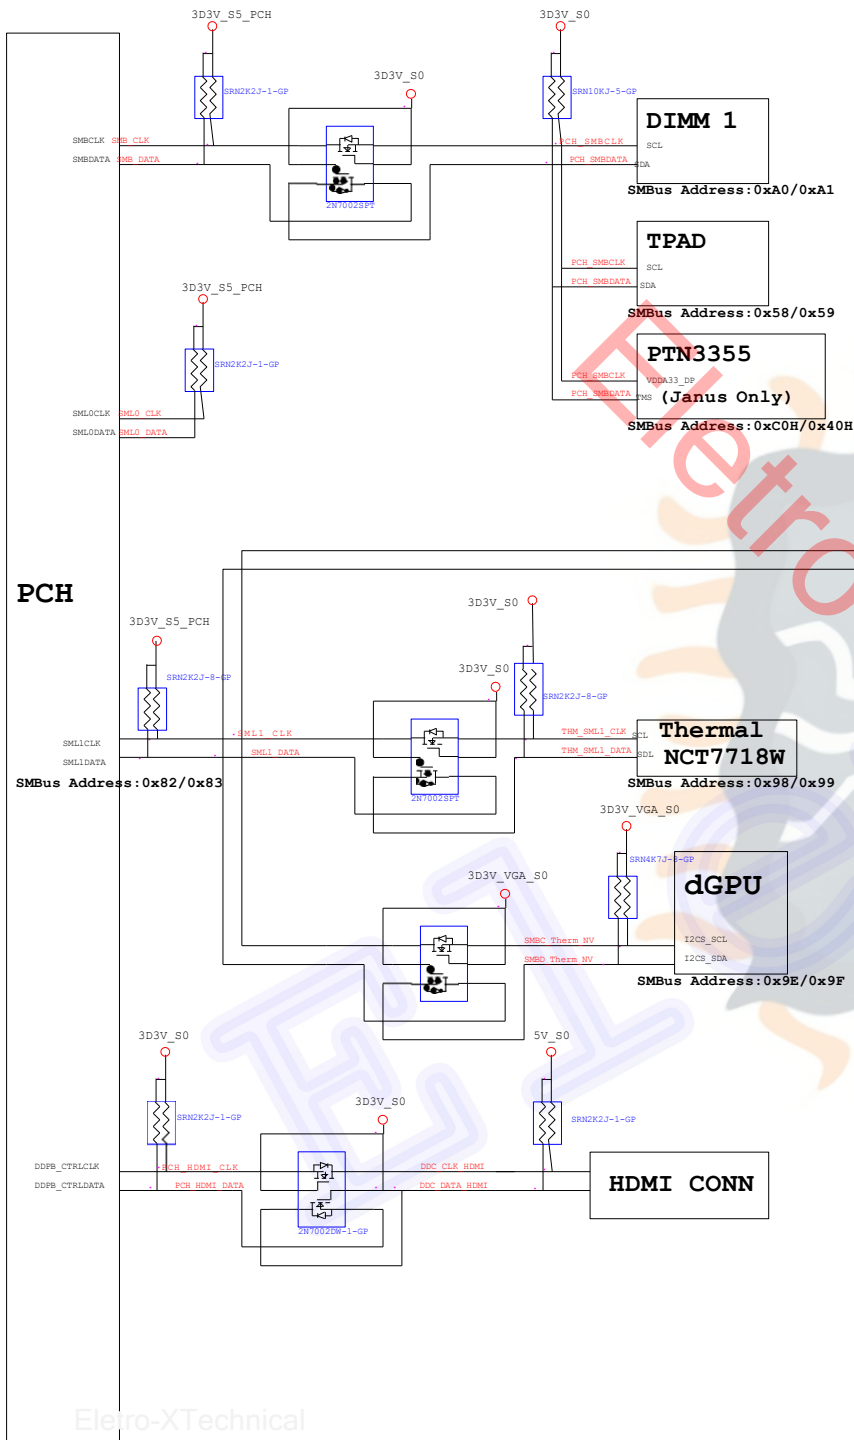 3D3V_S5_PCH
3D3V_S0
3D3V_S0
SRN2K2J-1-GP
SRN10KJ-5-GP
DIMM 1
SMBCLK SMB_CLK
PCH_SMBCLK
SCL
SMBDATA SMB_DATA
PCH_SMBDATA
SDA
2N7002SPT
SMBus Address:0xA0/0xA1
TPAD
PCH_SMBCLK
SCL
PCH_SMBDATA
SDA
3D3V_S5_PCH
SMBus Address:0x58/0x59
SRN2K2J-1-GP
PTN3355
PCH_SMBCLK
VDDA33_DP
PCH_SMBDATA
TMS
(Janus Only)
SML0CLK SML0_CLK
SMBus Address:0xC0H/0x40H
SML0DATA SML0_DATA
Eletro
PCH
3D3V_S5_PCH
3D3V_S0
3D3V_S0
SRN2K2J-8-GP
SRN2K2J-8-GP
SML1CLK
SML1_CLK
THM_SML1_CLK
SCL
Thermal
SML1DATA
SML1_DATA
THM_SML1_DATA
SDL
NCT7718W
SMBus Address:0x82/0x83
SMBus Address:0x98/0x99
2N7002SPT
3D3V_VGA_S0
SRN4K7J-8-GP
3D3V_VGA_S0
dGPU
SMBC_Therm_NV
I2CS_SCL
SMBD_Therm_NV
I2CS_SDA
SMBus Address:0x9E/0x9F
3D3V_S0
5V_S0
3D3V_S0
SRN2K2J-1-GP
SRN2K2J-1-GP
DDPB_CTRLCLK
PCH_HDMI_CLK
DDC_CLK_HDMI
DDPB_CTRLDATA
PCH_HDMI_DATA
DDC_DATA_HDMI
HDMI CONN
2N7002DW-1-GP
Eletro-XTechnical